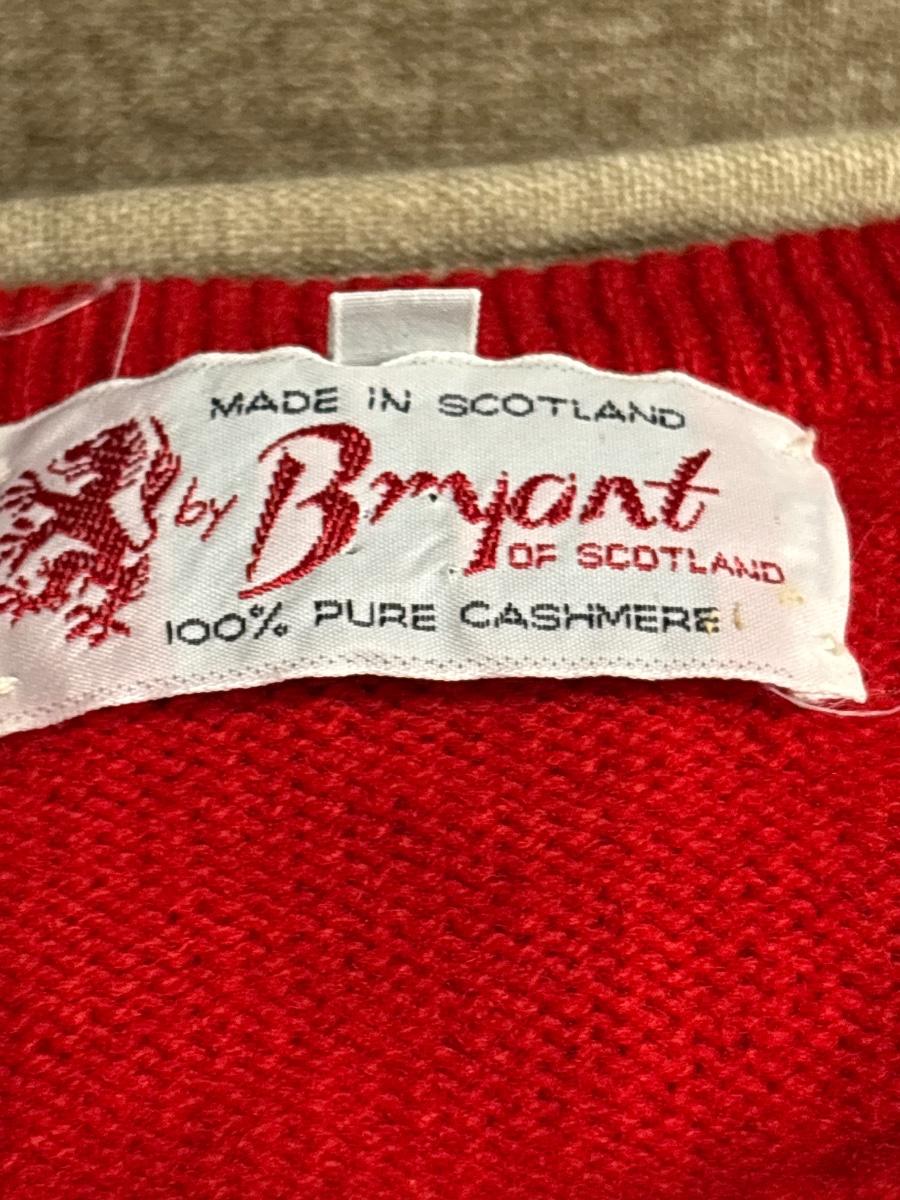 MADE IN SCOTLAND
by Bryant
OF SCOTLAND
100% PURE CASHMERE